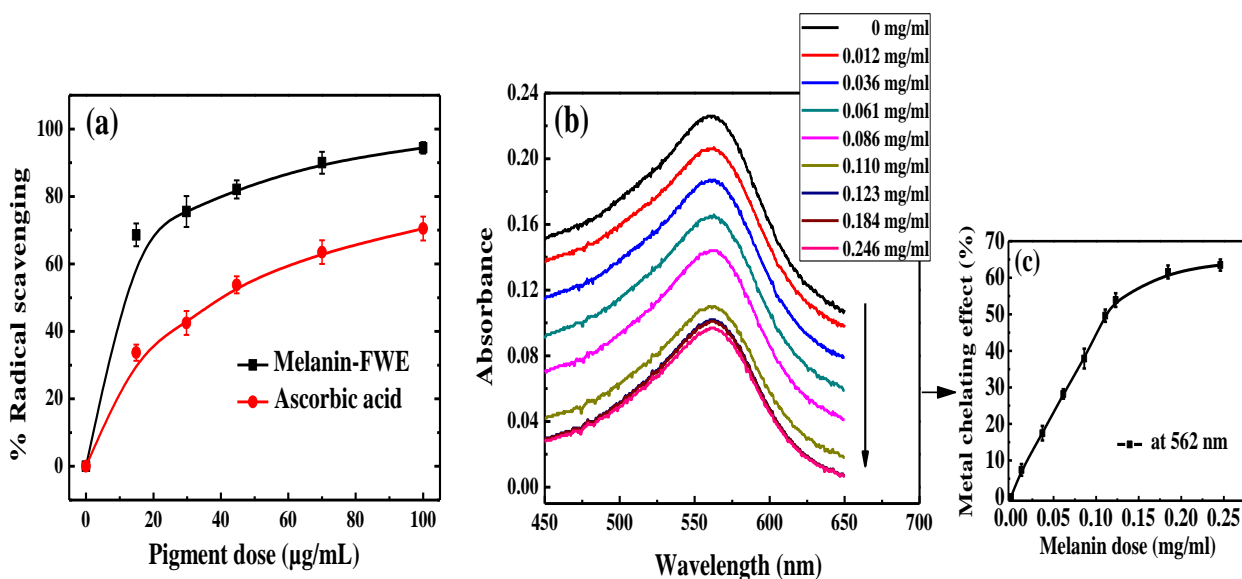 (a)
% Radical scavenging
100
80
60
40
20
0
Melanin-FWE
Ascorbic acid
0 20 40 60 80 100
Pigment dose (µg/mL)
0 mg/ml
0.012 mg/ml
0.036 mg/ml
0.061 mg/ml
0.086 mg/ml
0.110 mg/ml
0.123 mg/ml
0.184 mg/ml
0.246 mg/ml
(b)
Absorbance
0.24
0.20
0.16
0.12
0.08
0.04
0.00
450 500 550 600 650 700
Wavelength (nm)
(c)
Metal chelating effect (%)
70
60
50
40
30
20
10
0
at 562 nm
0.00 0.05 0.10 0.15 0.20 0.25
Melanin dose (mg/ml)